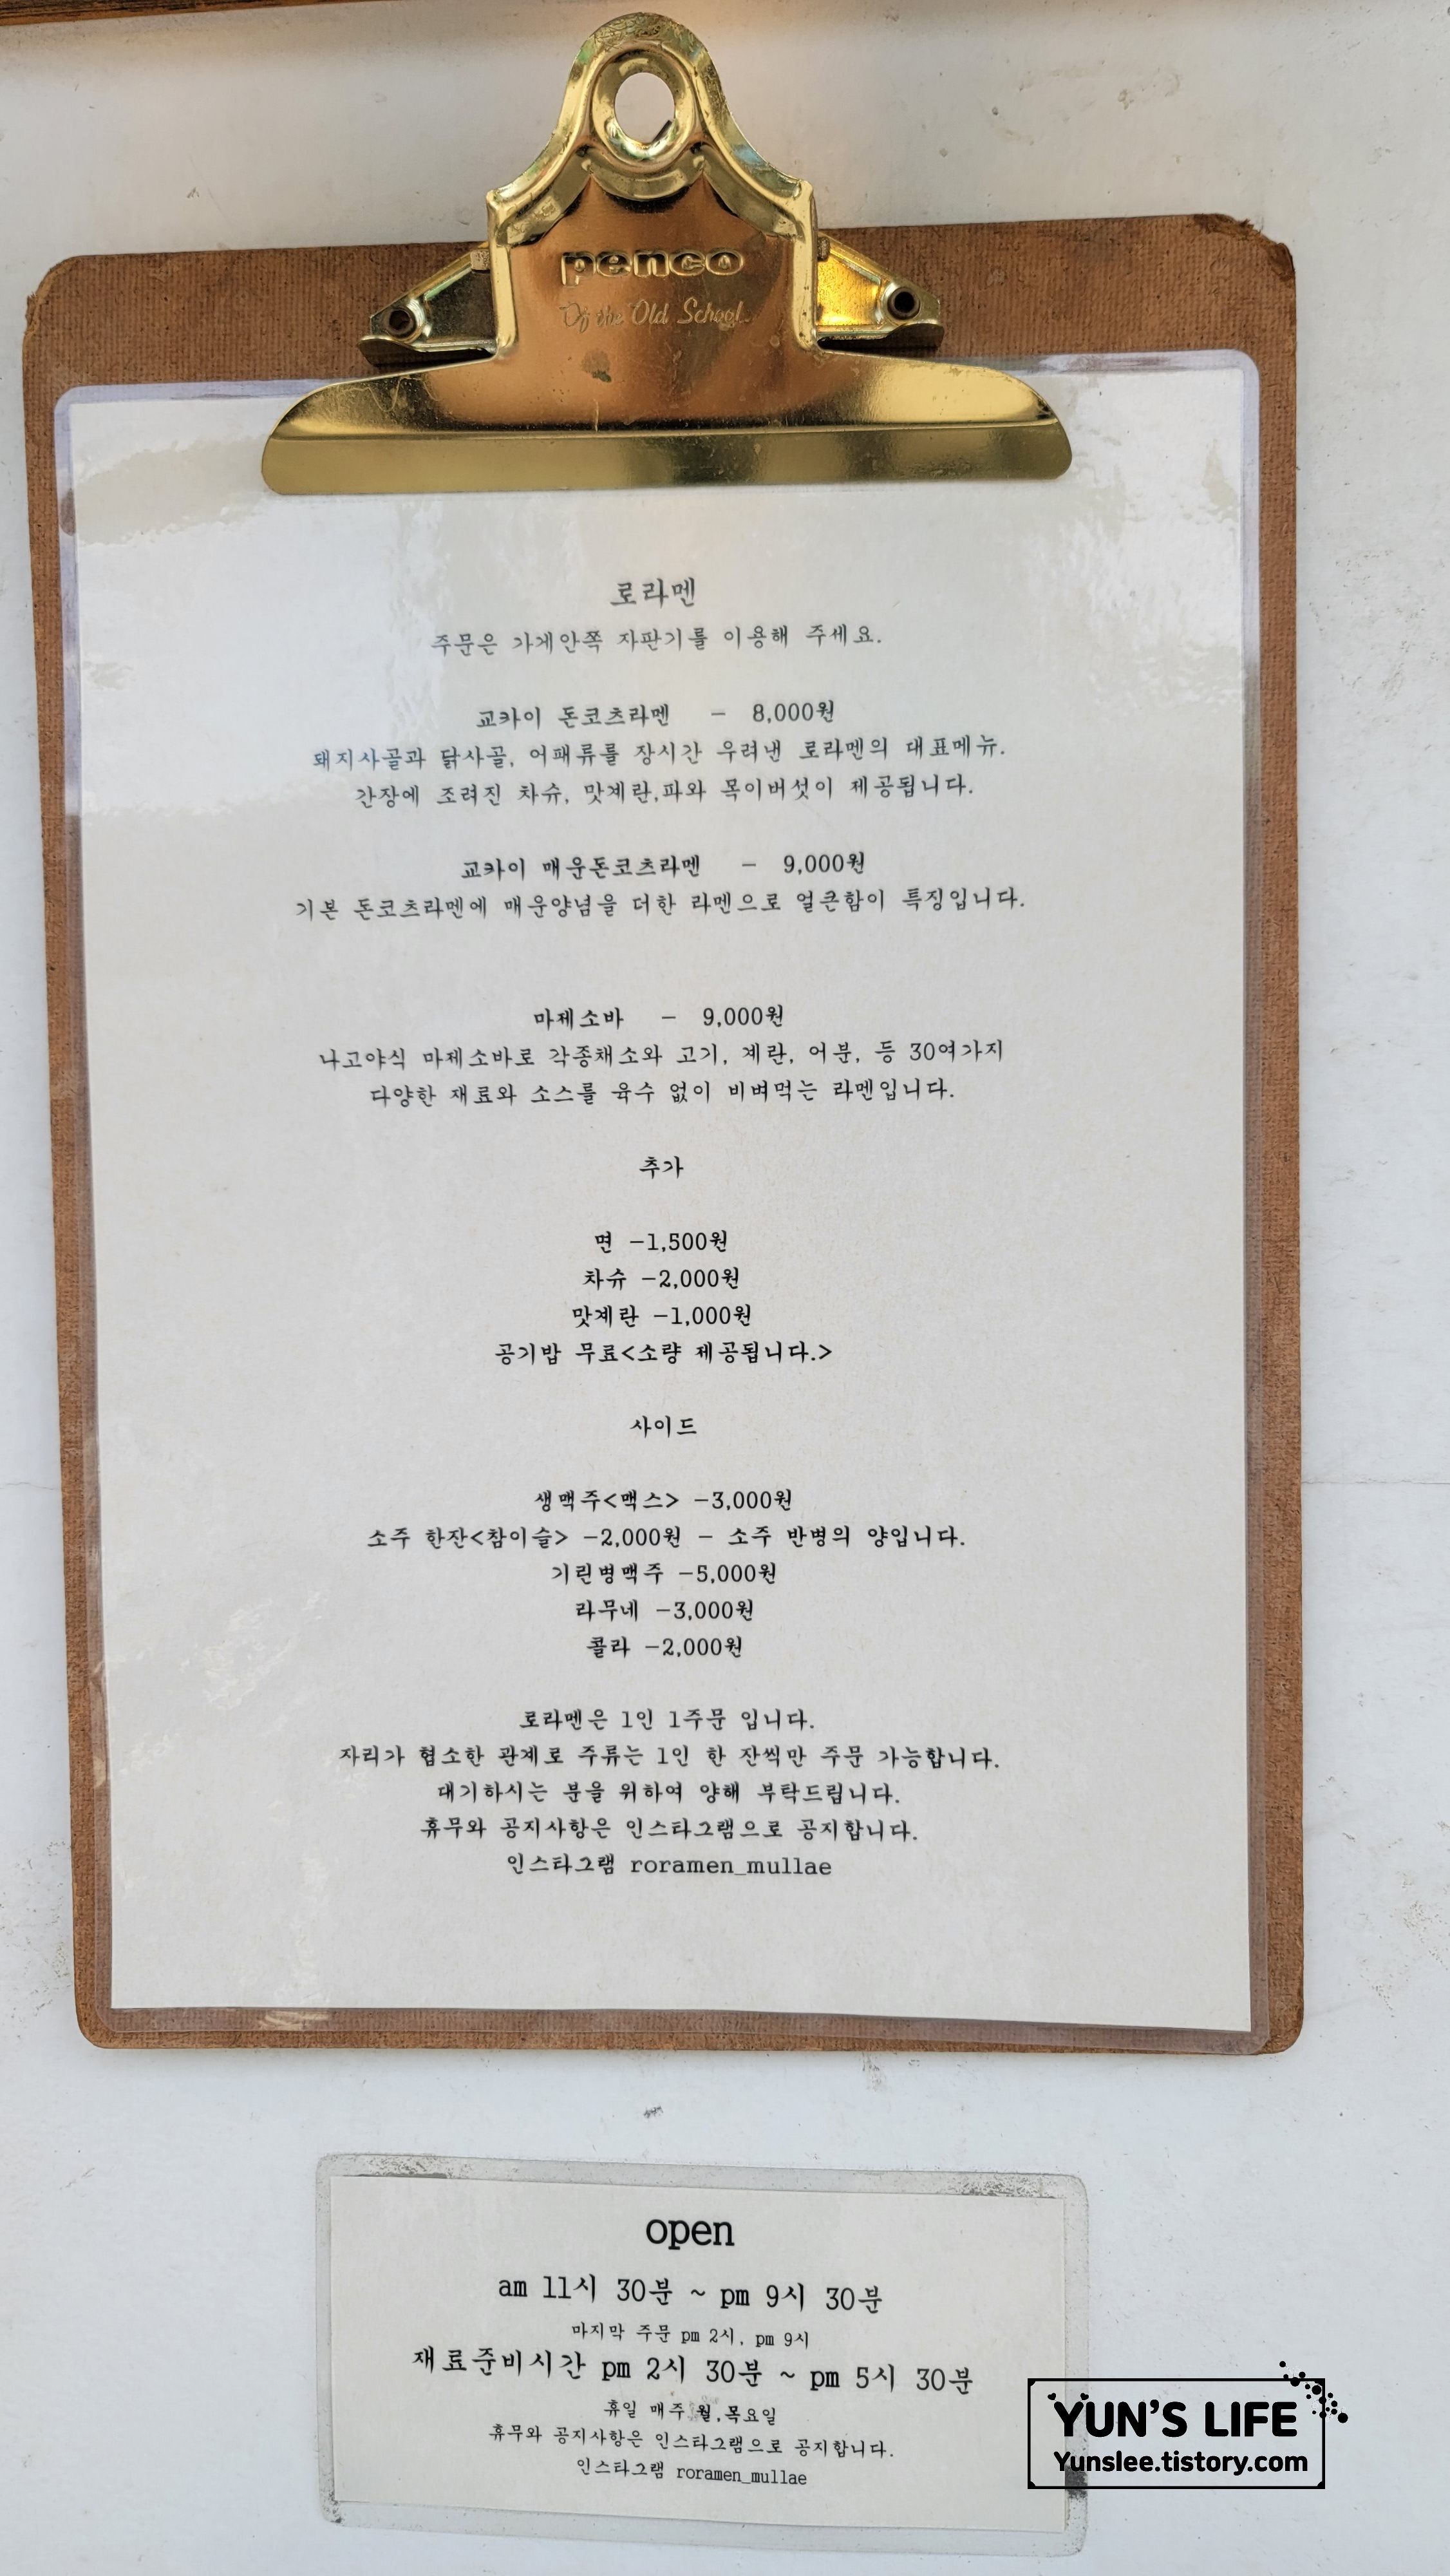 penco
Of the Old School
로라멘
주문은 가게안쪽 자판기를 이용해 주세요.
교카이 돈코츠라멘 - 8,000원
돼지사골과 닭사골, 어패류를 장시간 우려낸 로라멘의 대표메뉴.
간장에 조려진 차슈, 맛계란,파와 목이버섯이 제공됩니다.
교카이 매운돈코츠라멘 - 9,000원
기본 돈코츠라멘에 매운양념을 더한 라멘으로 얼큰함이 특징입니다.
마제소바 - 9,000원
나고야식 마제소바로 각종채소와 고기, 계란, 어분, 등 30여가지
다양한 재료와 소스를 육수 없이 비벼먹는 라멘입니다.
추가
면 -1,500원
차슈 -2,000원
맛계란 -1,000원
공기밥 무료<소량 제공됩니다.>
사이드
생맥주<맥스> -3,000원
소주 한잔<참이슬> -2,000원 - 소주 반병의 양입니다.
기린병맥주 -5,000원
라무네 -3,000원
콜라 -2,000원
로라멘은 1인 1주문 입니다.
자리가 협소한 관계로 주류는 1인 한 잔씩만 주문 가능합니다.
대기하시는 분을 위하여 양해 부탁드립니다.
휴무와 공지사항은 인스타그램으로 공지합니다.
인스타그램 roramen_mullae
open
am 11시 30분 ~ pm 9시 30분
마지막 주문 pm 2시, pm 9시
재료준비시간 pm 2시 30분 ~ pm 5시 30분
휴일 매주 월,목요일
휴무와 공지사항은 인스타그램으로 공지합니다.
인스타그램 roramen_mullae
YUN'S LIFE
Yunslee.tistory.com